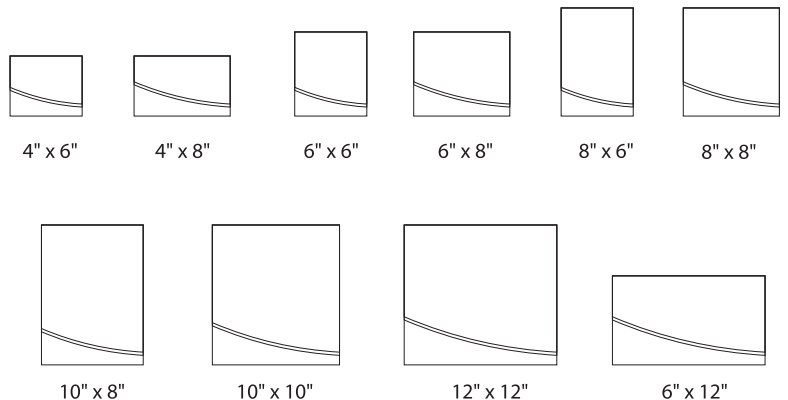 4" x 6" 4" x 8" 6" x 6" 6" x 8" 8" x 6" 8" x 8"
10" x 8" 10" x 10" 12" x 12" 6" x 12"